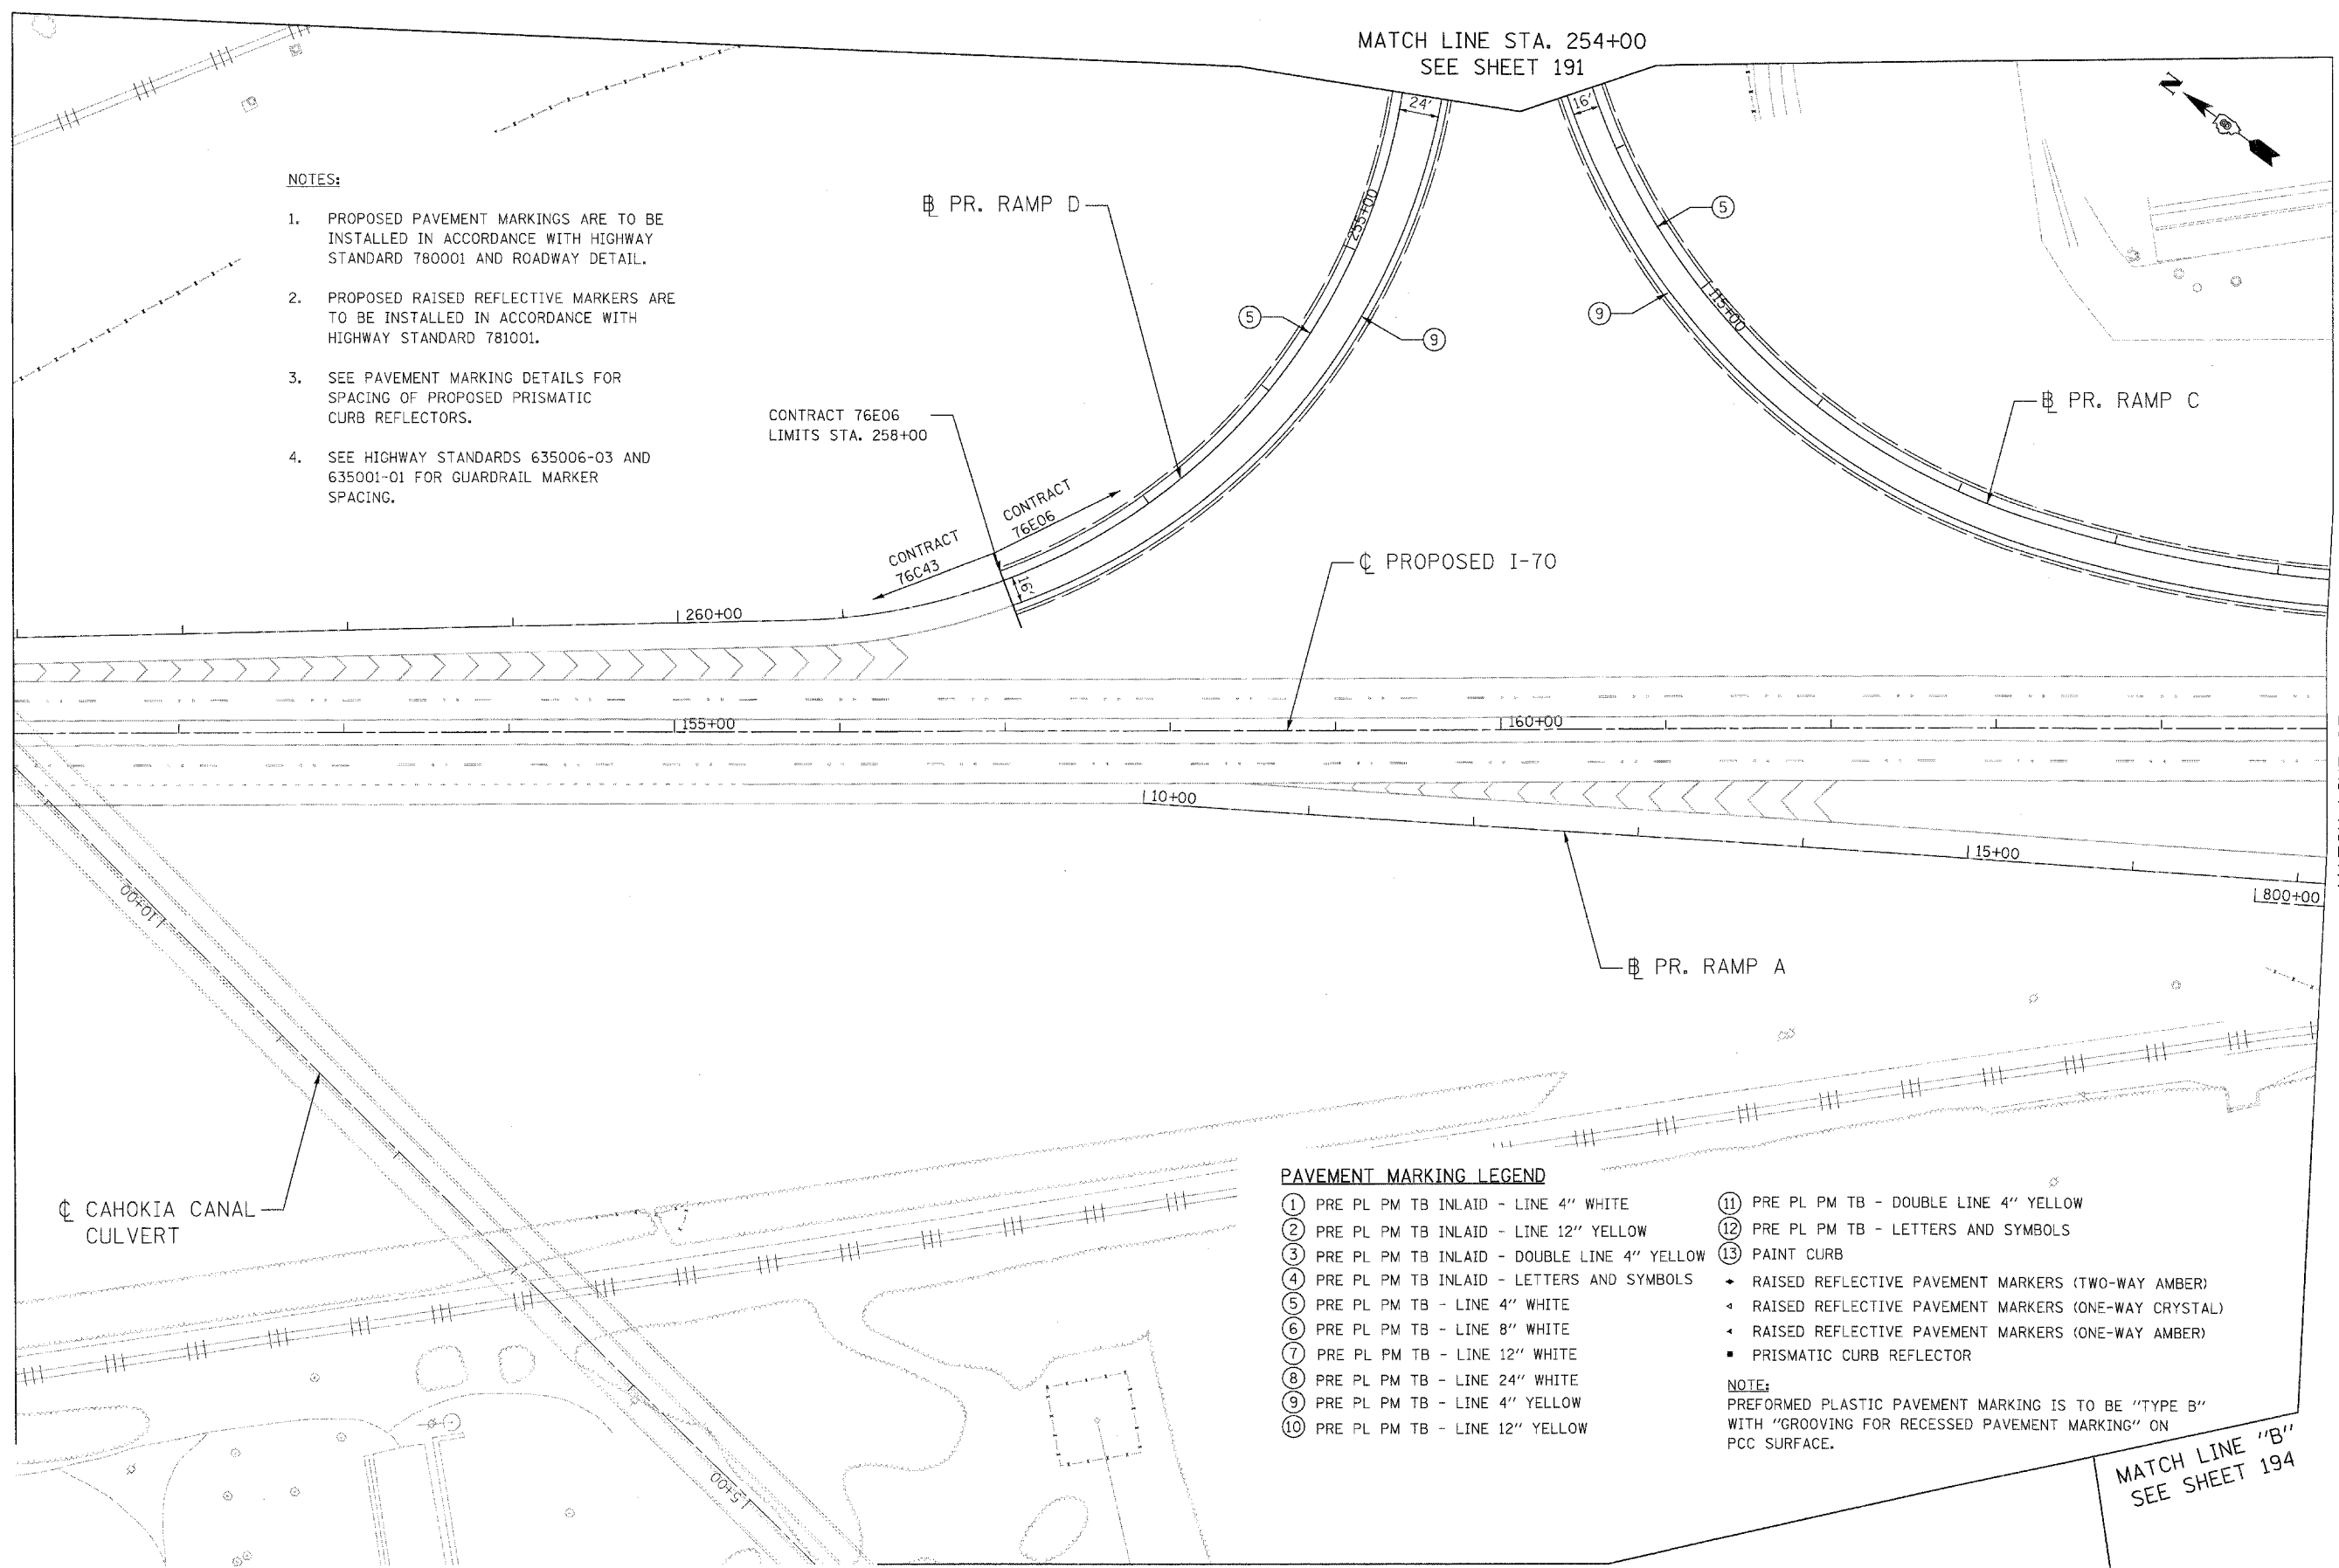 MATCH LINE STA. 254+00
SEE SHEET 191
N
24'
16'
NOTES:
1. PROPOSED PAVEMENT MARKINGS ARE TO BE
INSTALLED IN ACCORDANCE WITH HIGHWAY
STANDARD 780001 AND ROADWAY DETAIL.
2. PROPOSED RAISED REFLECTIVE MARKERS ARE
TO BE INSTALLED IN ACCORDANCE WITH
HIGHWAY STANDARD 781001.
3. SEE PAVEMENT MARKING DETAILS FOR
SPACING OF PROPOSED PRISMATIC
CURB REFLECTORS.
4. SEE HIGHWAY STANDARDS 635006-03 AND
635001-01 FOR GUARDRAIL MARKER
SPACING.
℄ PR. RAMP D
255+00
5
9
5
9
115+00
℄ PR. RAMP C
CONTRACT 76E06
LIMITS STA. 258+00
CONTRACT
76E06
CONTRACT
76C43
16'
℄ PROPOSED I-70
260+00
155+00
160+00
10+00
15+00
800+00
℄ PR. RAMP A
110+00
℄ CAHOKIA CANAL
CULVERT
15+00
PAVEMENT MARKING LEGEND
1 PRE PL PM TB INLAID - LINE 4" WHITE
2 PRE PL PM TB INLAID - LINE 12" YELLOW
3 PRE PL PM TB INLAID - DOUBLE LINE 4" YELLOW
4 PRE PL PM TB INLAID - LETTERS AND SYMBOLS
5 PRE PL PM TB - LINE 4" WHITE
6 PRE PL PM TB - LINE 8" WHITE
7 PRE PL PM TB - LINE 12" WHITE
8 PRE PL PM TB - LINE 24" WHITE
9 PRE PL PM TB - LINE 4" YELLOW
10 PRE PL PM TB - LINE 12" YELLOW
11 PRE PL PM TB - DOUBLE LINE 4" YELLOW
12 PRE PL PM TB - LETTERS AND SYMBOLS
13 PAINT CURB
RAISED REFLECTIVE PAVEMENT MARKERS (TWO-WAY AMBER)
RAISED REFLECTIVE PAVEMENT MARKERS (ONE-WAY CRYSTAL)
RAISED REFLECTIVE PAVEMENT MARKERS (ONE-WAY AMBER)
PRISMATIC CURB REFLECTOR
NOTE:
PREFORMED PLASTIC PAVEMENT MARKING IS TO BE "TYPE B"
WITH "GROOVING FOR RECESSED PAVEMENT MARKING" ON
PCC SURFACE.
MATCH LINE "B"
SEE SHEET 194